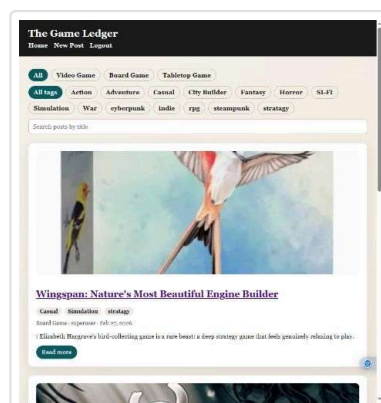 The Game Ledger
Home New Post Logout
All Video Game Board Game Tabletop Game
All tags Action Adventure Casual City Builder Fantasy Horror SI-FI
Simulation War cyberpunk indie rpg steampunk stratagy
Search posts by title
Wingspan: Nature's Most Beautiful Engine Builder
Casual Simulation stratagy
Board Game · superuser · Feb 27, 2026
: Elizabeth Hargrave's bird-collecting game is a rare beast: a deep strategy game that feels genuinely relaxing to play.
Read more